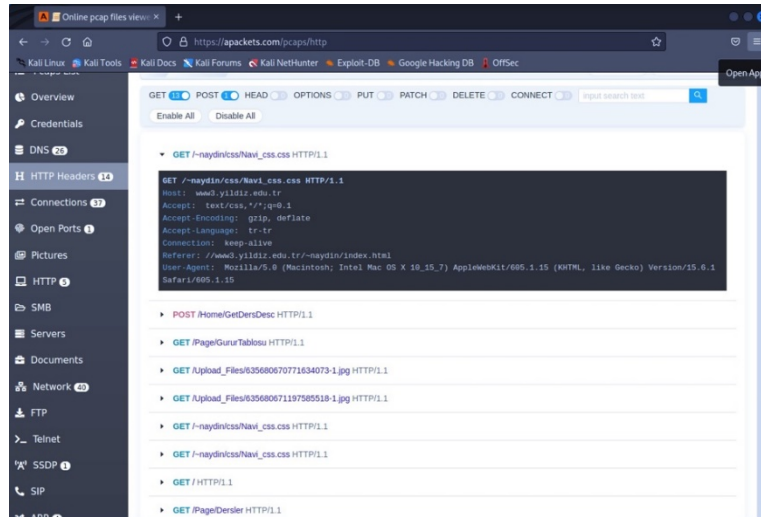 Online pcap files viewe
https://apackets.com/pcaps/http
Kali Linux Kali Tools Kali Docs Kali Forums Kali NetHunter Exploit-DB Google Hacking DB OffSec
Open App
Overview
Credentials
DNS 26
HTTP Headers 14
Connections 37
Open Ports 1
Pictures
HTTP 5
SMB
Servers
Documents
Network 40
FTP
Telnet
SSDP 1
SIP
GET 13 POST 1 HEAD OPTIONS PUT PATCH DELETE CONNECT input search text
Enable All Disable All
GET /~naydin/css/Navi_css.css HTTP/1.1
GET /~naydin/css/Navi_css.css HTTP/1.1
Host: www3.yildiz.edu.tr
Accept: text/css,*/*;q=0.1
Accept-Encoding: gzip, deflate
Accept-Language: tr-tr
Connection: keep-alive
Referer: //www3.yildiz.edu.tr/~naydin/index.html
User-Agent: Mozilla/5.0 (Macintosh; Intel Mac OS X 10_15_7) AppleWebKit/605.1.15 (KHTML, like Gecko) Version/15.6.1
Safari/605.1.15
POST /Home/GetDersDesc HTTP/1.1
GET /Page/GururTablosu HTTP/1.1
GET /Upload_Files/635680670771634073-1.jpg HTTP/1.1
GET /Upload_Files/635680671197585518-1.jpg HTTP/1.1
GET /~naydin/css/Navi_css.css HTTP/1.1
GET /~naydin/css/Navi_css.css HTTP/1.1
GET / HTTP/1.1
GET /Page/Dersler HTTP/1.1